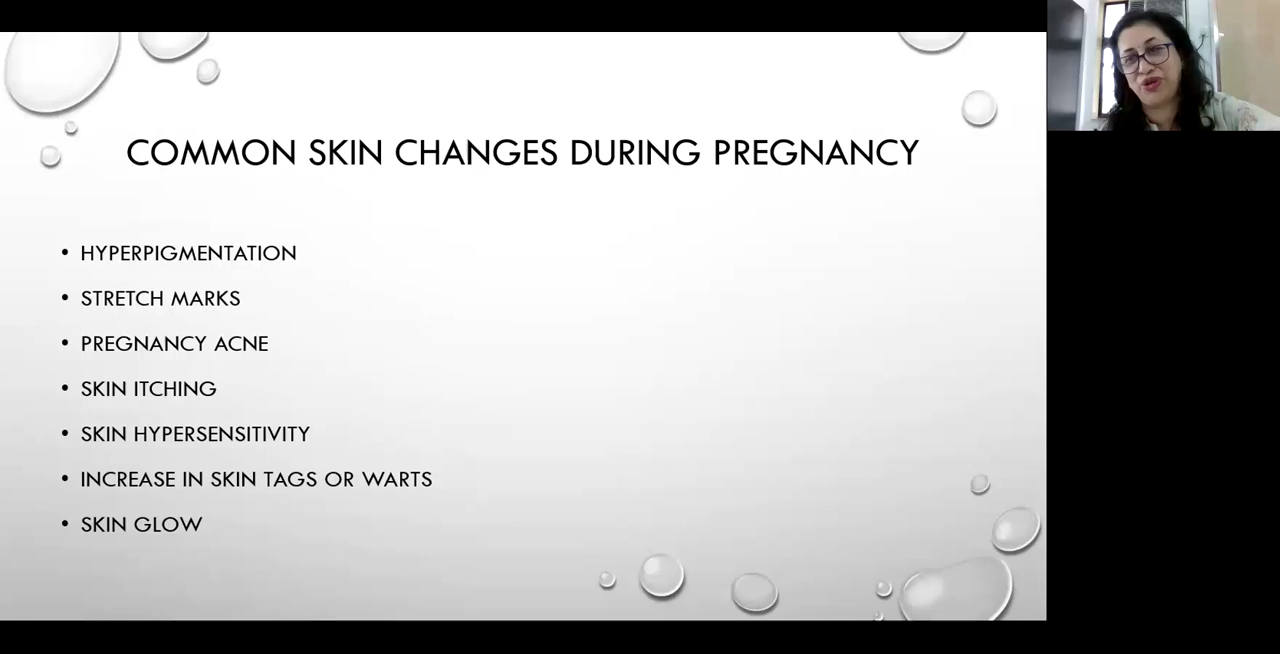 COMMON SKIN CHANGES DURING PREGNANCY
• HYPERPIGMENTATION
• STRETCH MARKS
• PREGNANCY ACNE
• SKIN ITCHING
• SKIN HYPERSENSITIVITY
• INCREASE IN SKIN TAGS OR WARTS
• SKIN GLOW